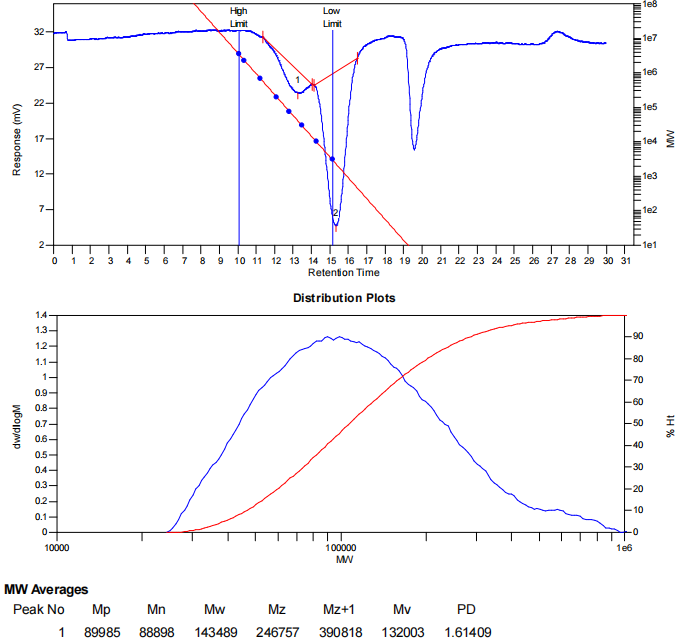 High Low
Limit Limit
32
27
22
17
12
7
2
Response (mV)
1e8
1e7
1e6
1e5
1e4
1e3
1e2
1e1
MW
1
2
0 1 2 3 4 5 6 7 8 9 10 11 12 13 14 15 16 17 18 19 20 21 22 23 24 25 26 27 28 29 30 31
Retention Time
Distribution Plots
1.4
1.3
1.2
1.1
1
0.9
0.8
0.7
0.6
0.5
0.4
0.3
0.2
0.1
0
dw/dlogM
90
80
70
60
50
40
30
20
10
0
% Ht
10000 100000 1e6
MW
MW Averages
Peak No Mp Mn Mw Mz Mz+1 Mv PD
1 89985 88898 143489 246757 390818 132003 1.61409